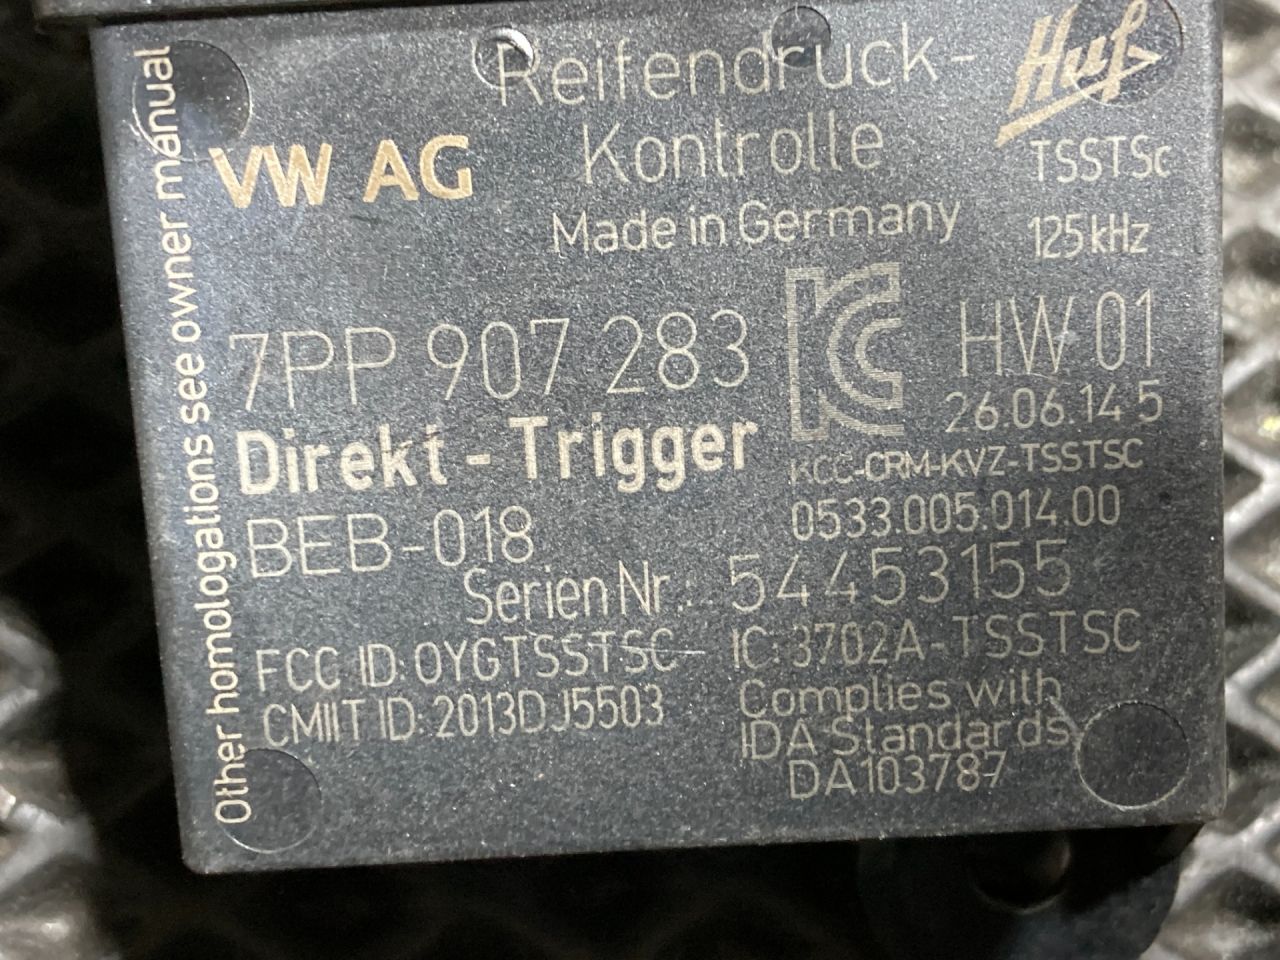 Other homologations see owner manual
VW AG
Reifendruck-
Kontrolle
Made in Germany
Huf
TSSTSc
125kHz
7PP 907 283
KC
HW 01
26.06.14 5
Direkt - Trigger
KCC-CRM-KVZ-TSSTSC
0533.005.014.00
BEB-018
Serien Nr.: 54453155
FCC ID: OYGTSSTSC
IC: 3702A-TSSTSC
CMIIT ID: 2013DJ5503
Complies with
IDA Standards
DA103787